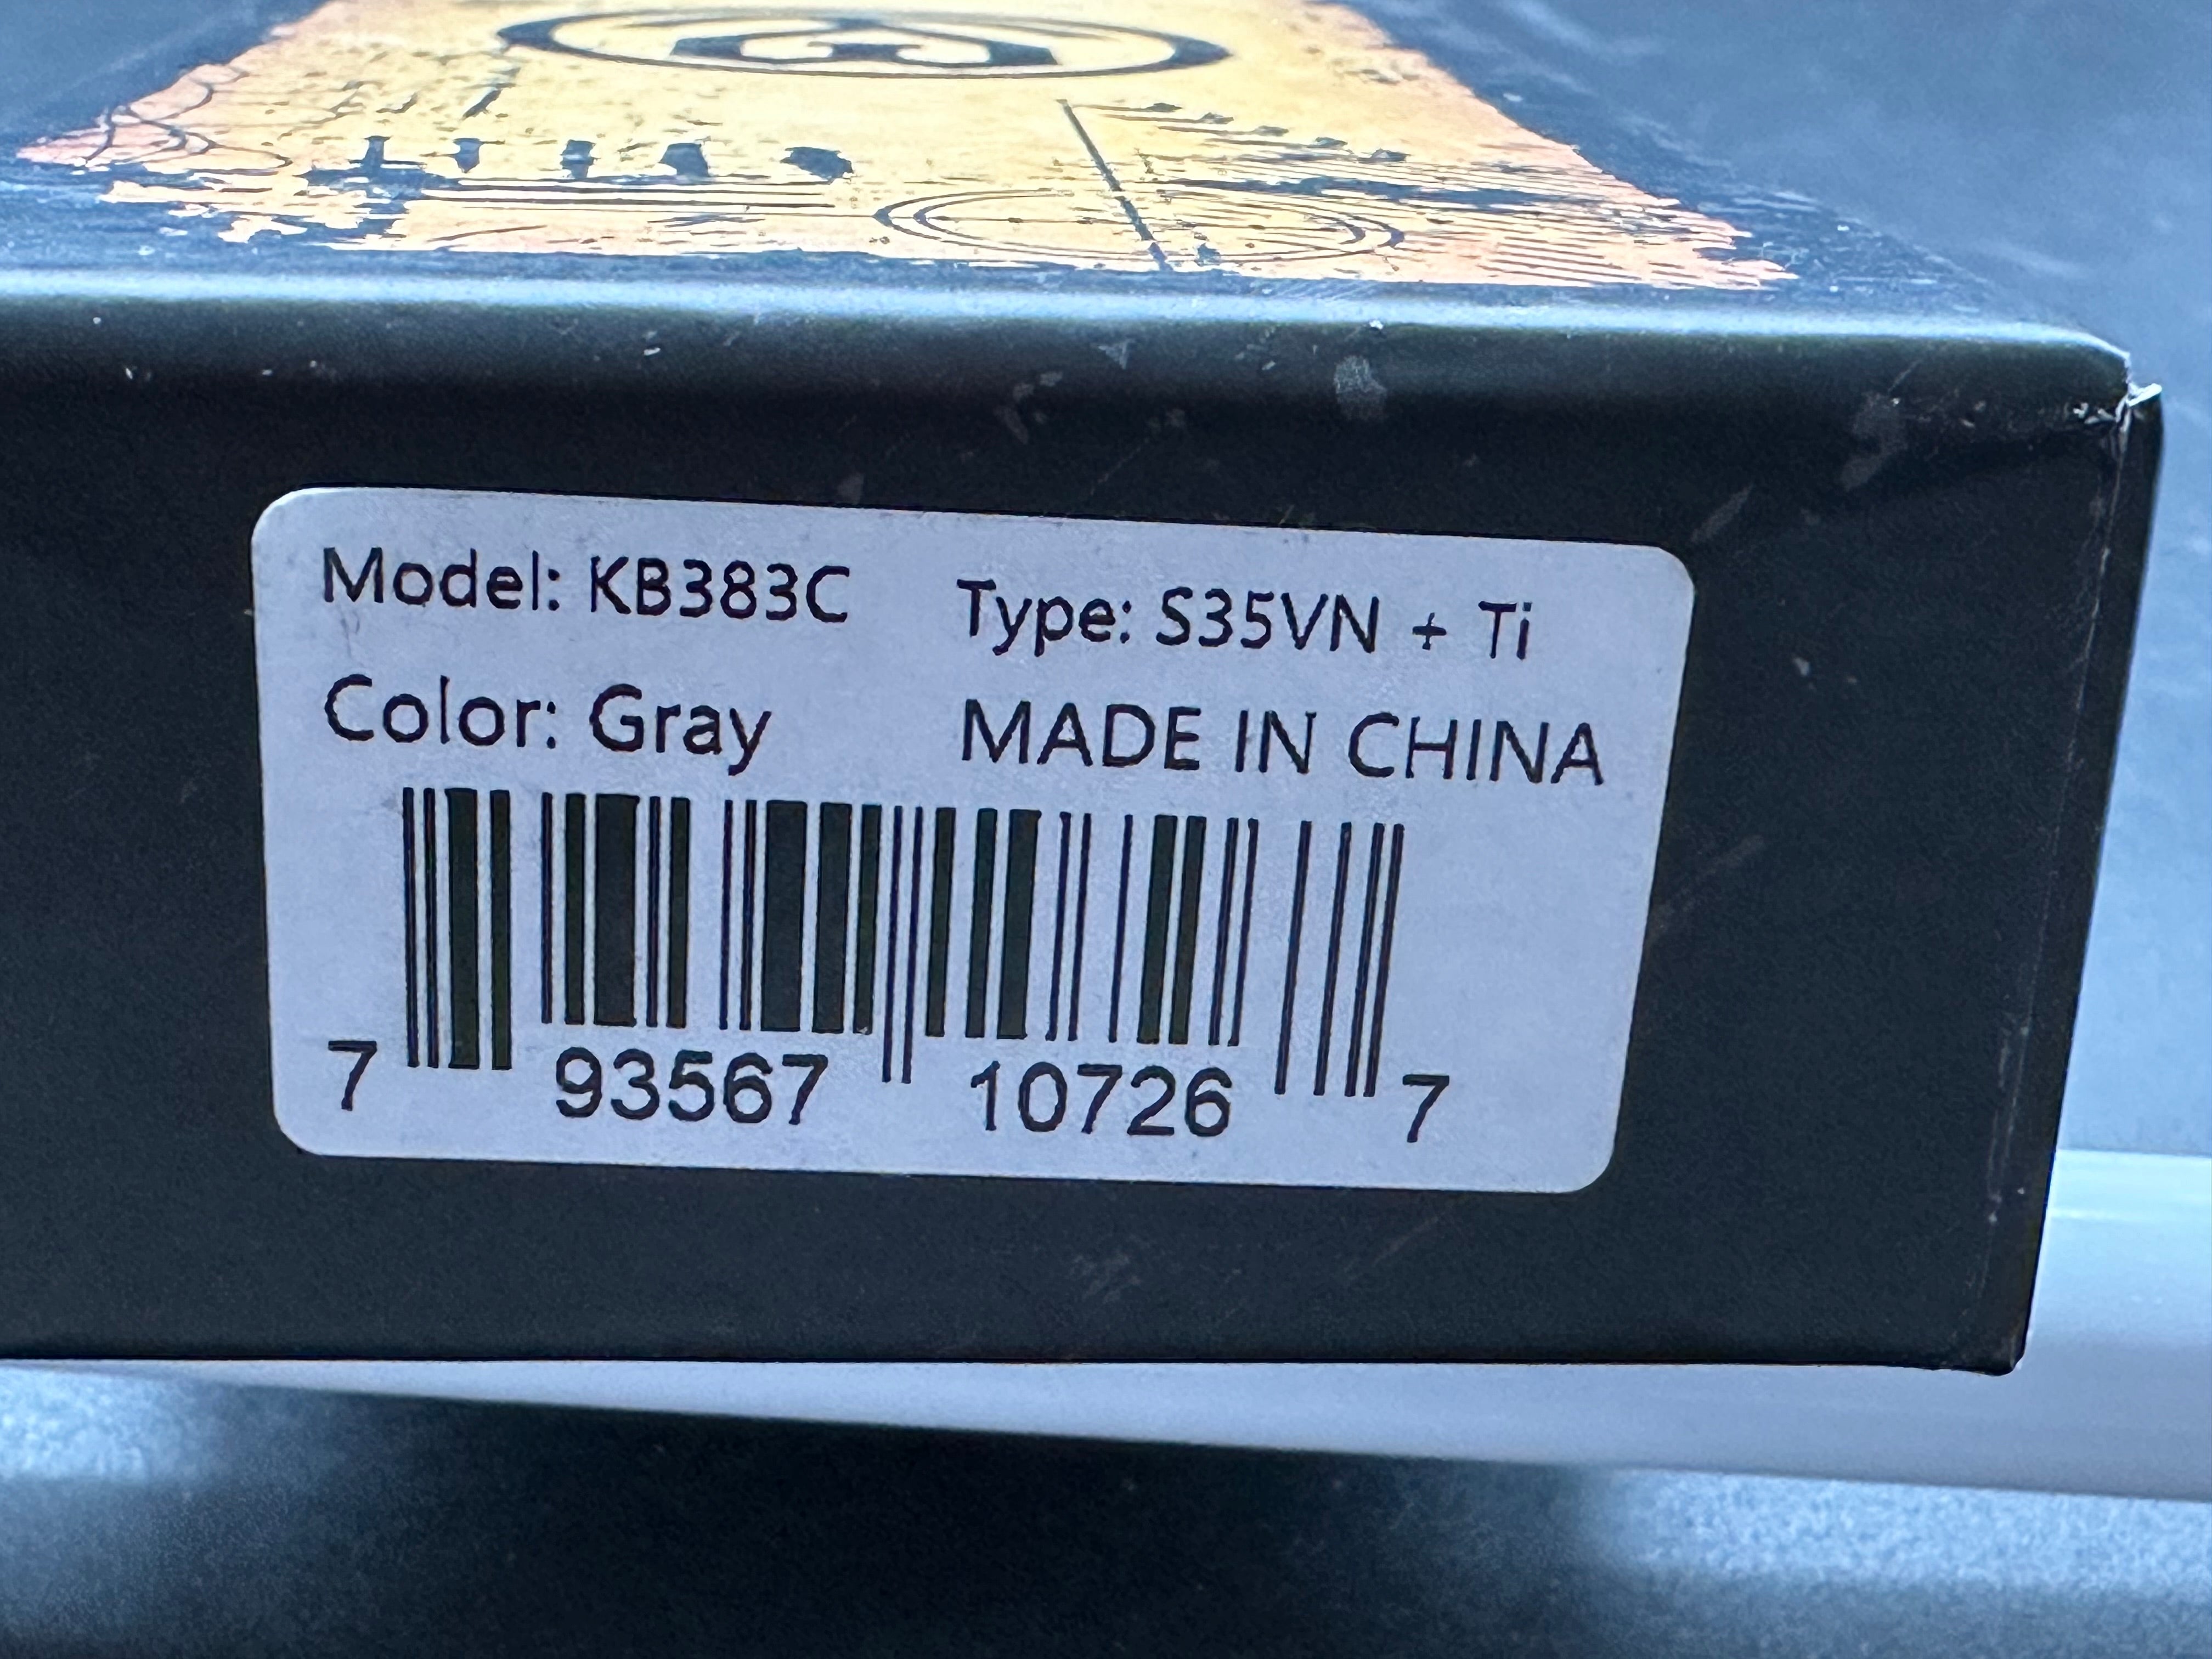 Model: KB383C Type: S35VN + Ti
Color: Gray MADE IN CHINA
7 93567 10726 7